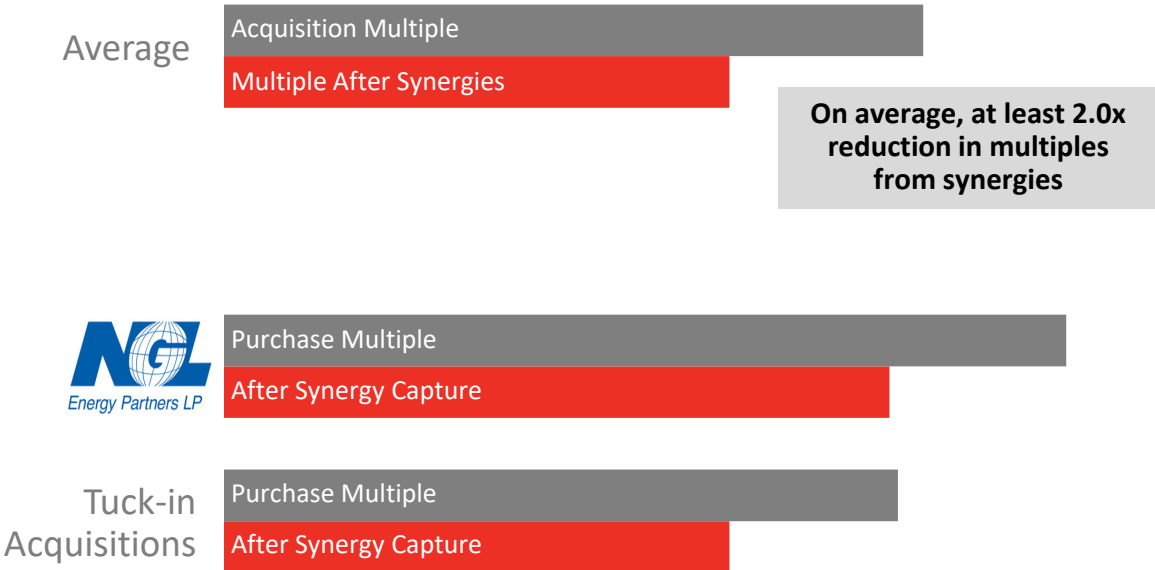 Average
Acquisition Multiple
Multiple After Synergies
On average, at least 2.0x
reduction in multiples
from synergies
NGL
Energy Partners LP
Purchase Multiple
After Synergy Capture
Tuck-in
Acquisitions
Purchase Multiple
After Synergy Capture